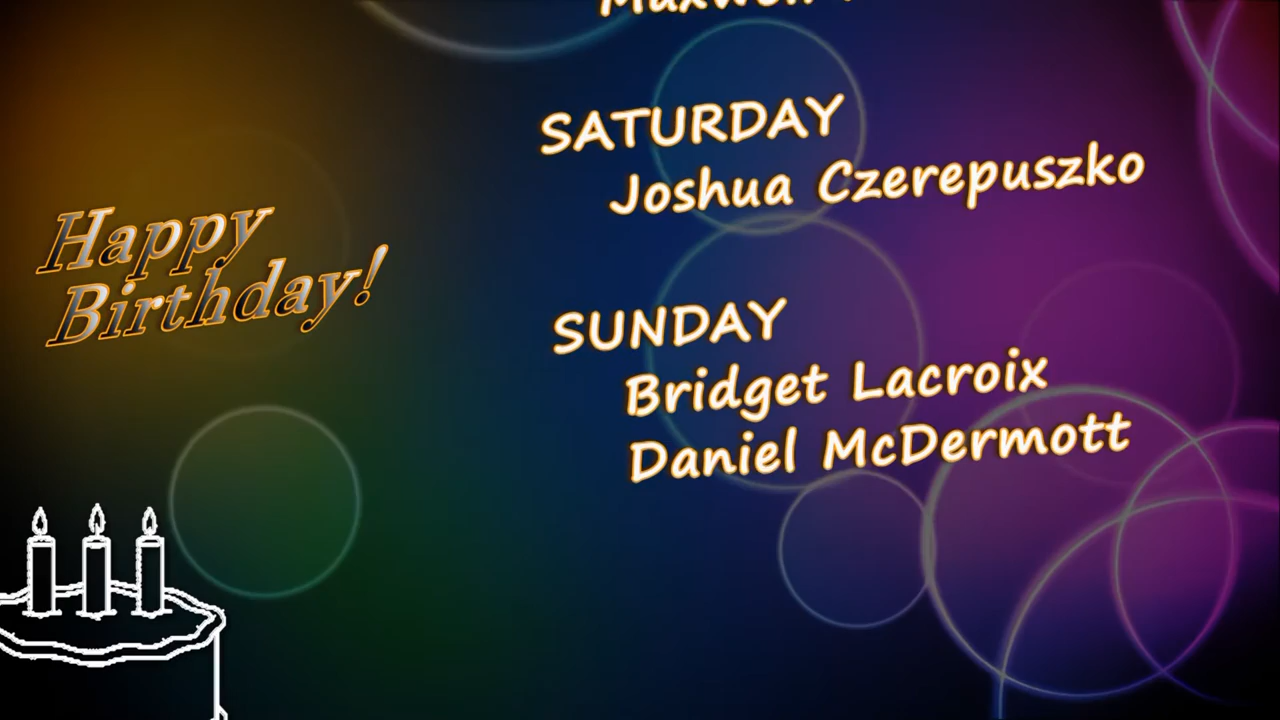 Happy
Birthday!
SATURDAY
Joshua Czerepuszko
SUNDAY
Bridget Lacroix
Daniel McDermott